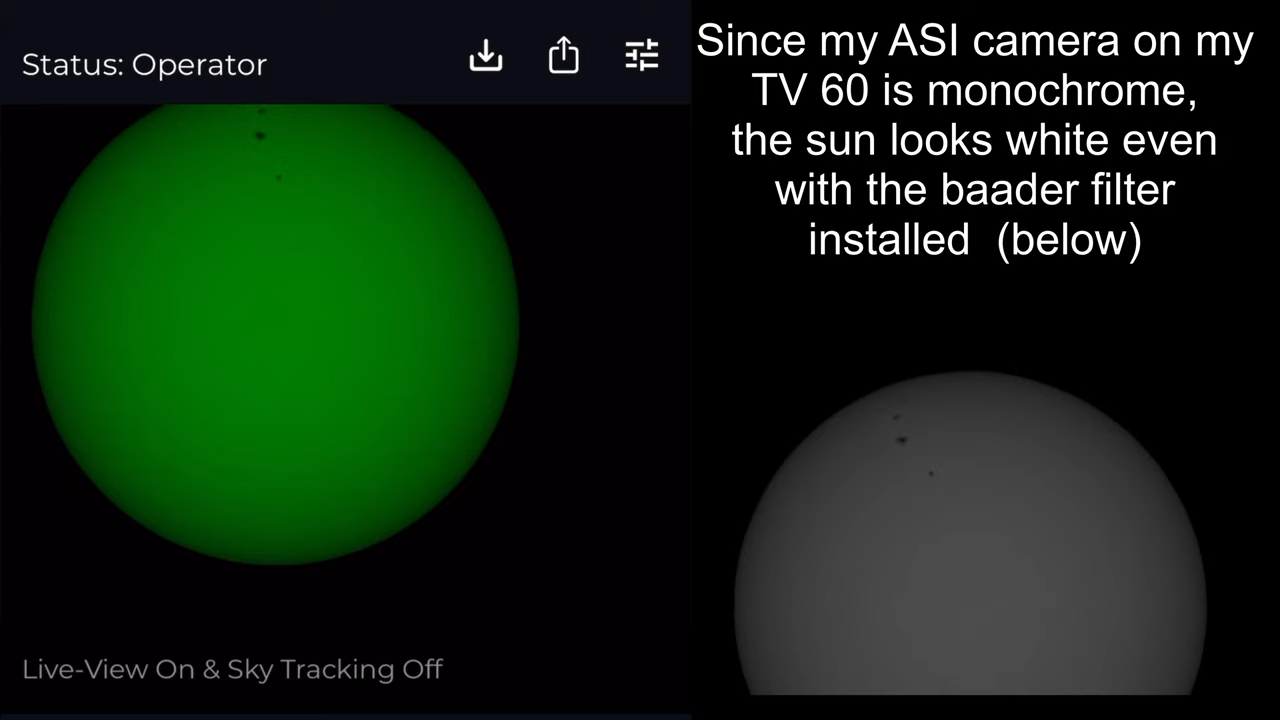 Status: Operator
Since my ASI camera on my
TV 60 is monochrome,
the sun looks white even
with the baader filter
installed (below)
Live-View On & Sky Tracking Off